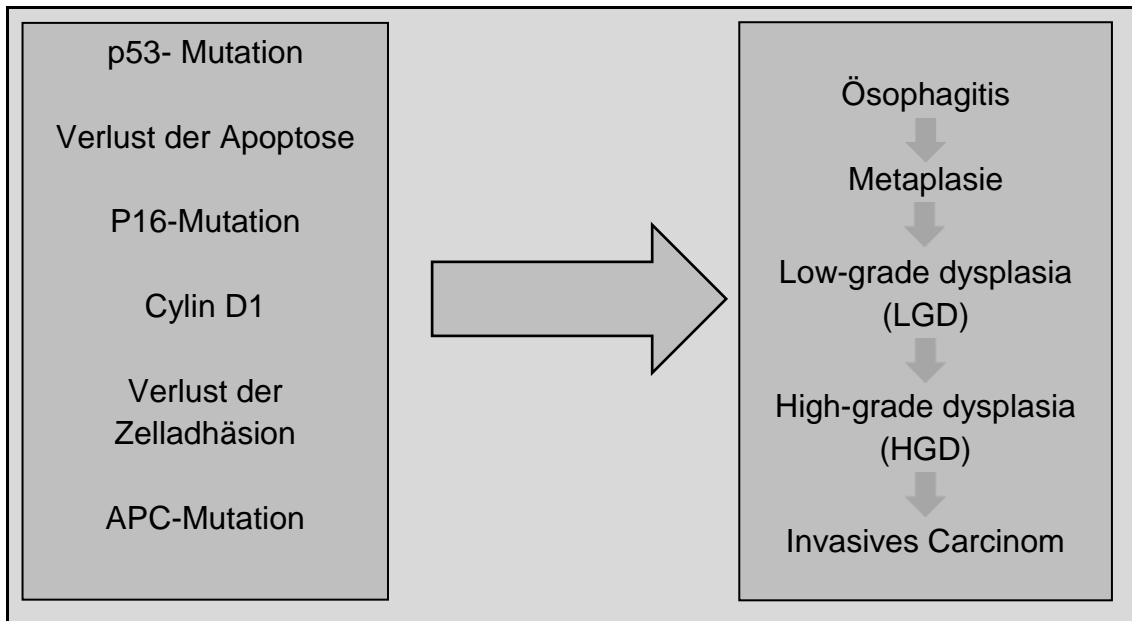 p53- Mutation
Verlust der Apoptose
P16-Mutation
Cylin D1
Verlust der
Zelladhäsion
APC-Mutation
Ösophagitis
Metaplasie
Low-grade dysplasia
(LGD)
High-grade dysplasia
(HGD)
Invasives Carcinom